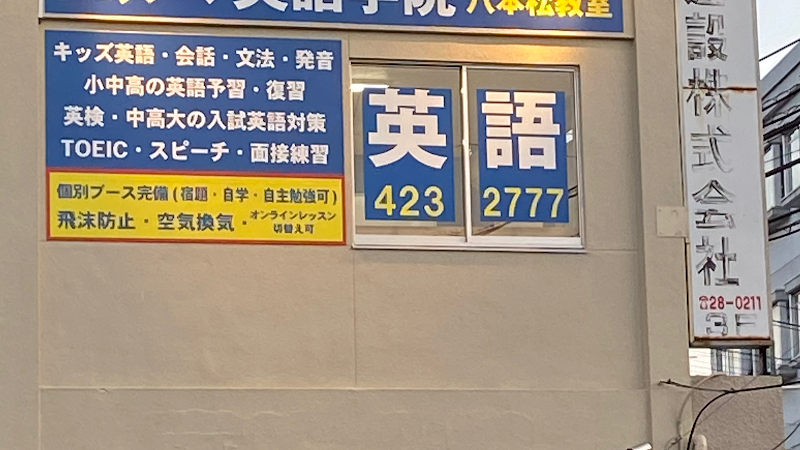 英語学院 八本松教室
キッズ英語・会話・文法・発音
小中高の英語予習・復習
英検・中高大の入試英語対策
TOEIC・スピーチ・面接練習
個別ブース完備(宿題・自学・自主勉強可)
飛沫防止・空気換気・オンラインレッスン
切替え可
英語
423 2777
設株式会社
☎28-0211
3F